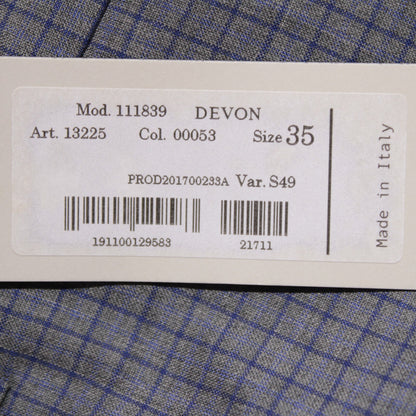 Mod. 111839 DEVON
Art. 13225 Col. 00053 Size 35
PROD201700233A Var. S49
191100129583 21711
Made in Italy